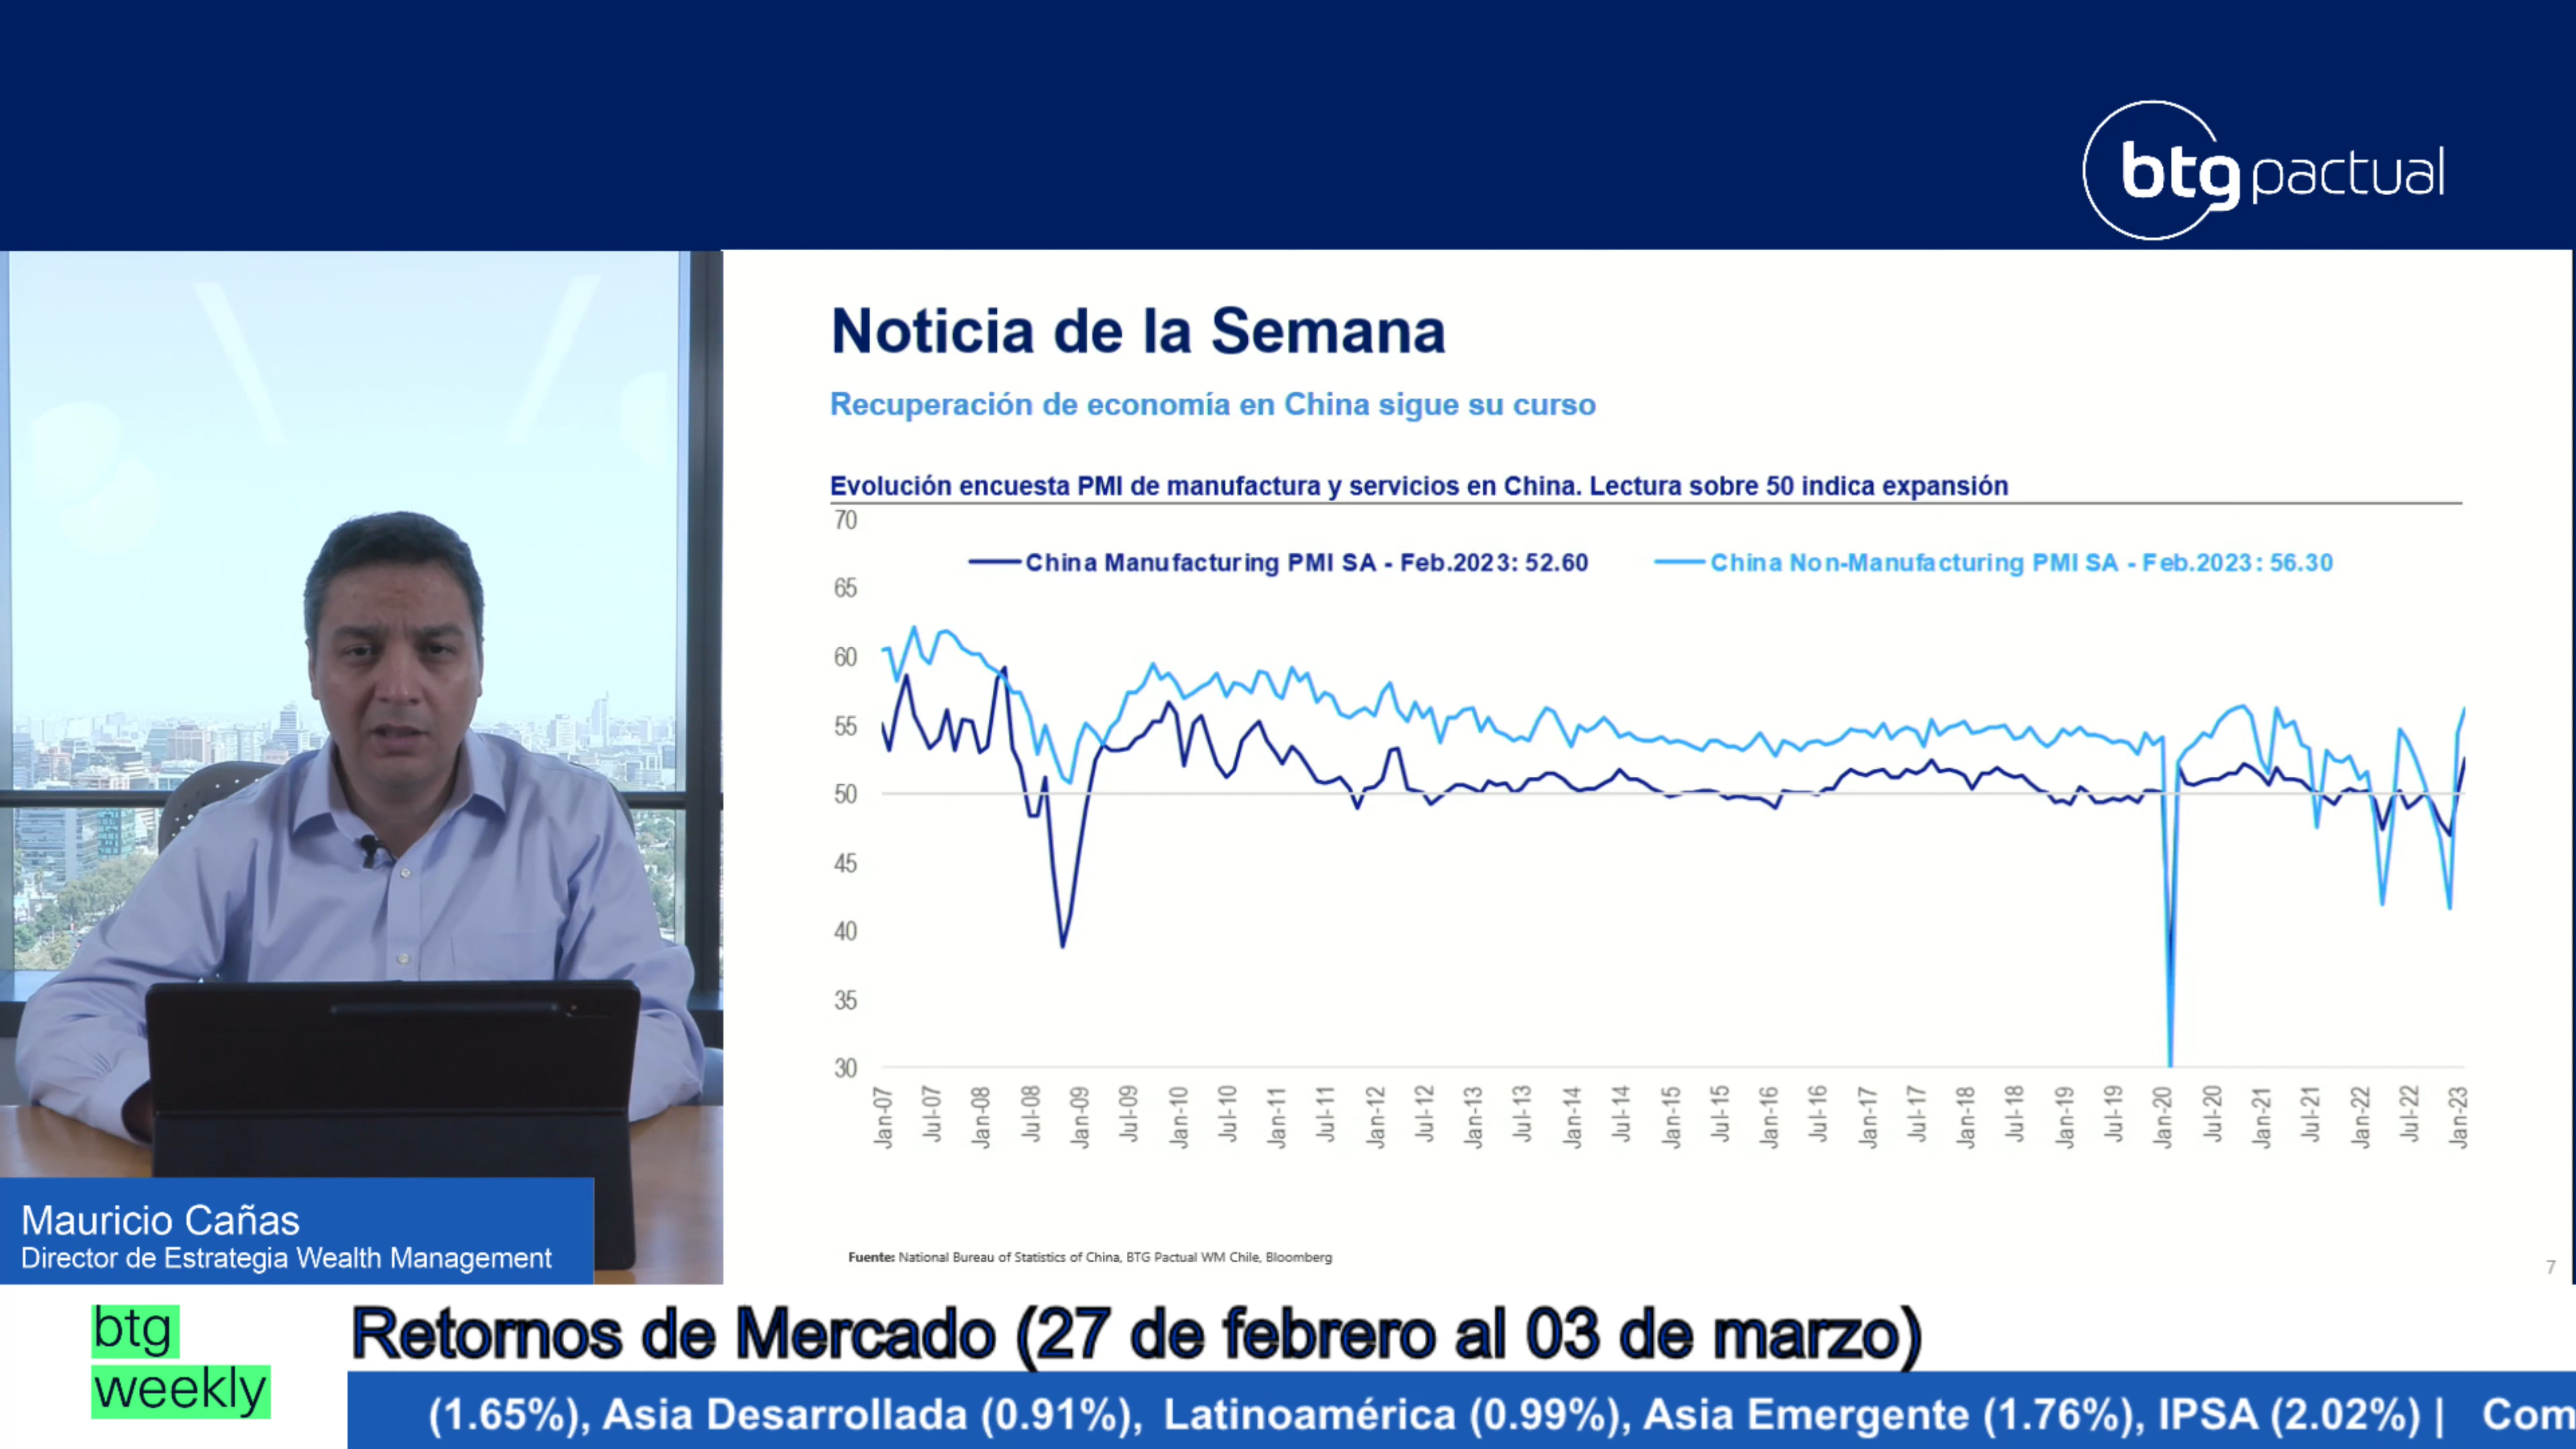 btg pactual
Noticia de la Semana
Recuperación de economía en China sigue su curso
Evolución encuesta PMI de manufactura y servicios en China. Lectura sobre 50 indica expansión
70
China Manufacturing PMI SA - Feb.2023: 52.60
China Non-Manufacturing PMI SA - Feb.2023: 56.30
65
60
55
50
45
40
35
30
Jan-07 Jul-07 Jan-08 Jul-08 Jan-09 Jul-09 Jan-10 Jul-10 Jan-11 Jul-11 Jan-12 Jul-12 Jan-13 Jul-13 Jan-14 Jul-14 Jan-15 Jul-15 Jan-16 Jul-16 Jan-17 Jul-17 Jan-18 Jul-18 Jan-19 Jul-19 Jan-20 Jul-20 Jan-21 Jul-21 Jan-22 Jul-22 Jan-23
Fuente: National Bureau of Statistics of China, BTG Pactual WM Chile, Bloomberg
7
Mauricio Cañas
Director de Estrategia Wealth Management
btg
weekly
Retornos de Mercado (27 de febrero al 03 de marzo)
(1.65%), Asia Desarrollada (0.91%), Latinoamérica (0.99%), Asia Emergente (1.76%), IPSA (2.02%) | Com